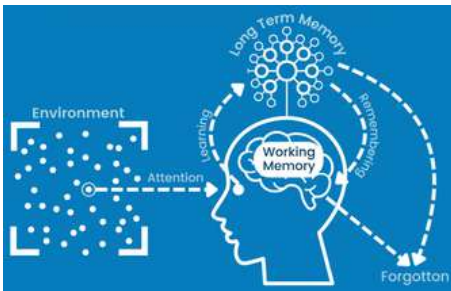 Long Term Memory
Environment
Learning
Remembering
Working
Memory
Attention
Forgotton